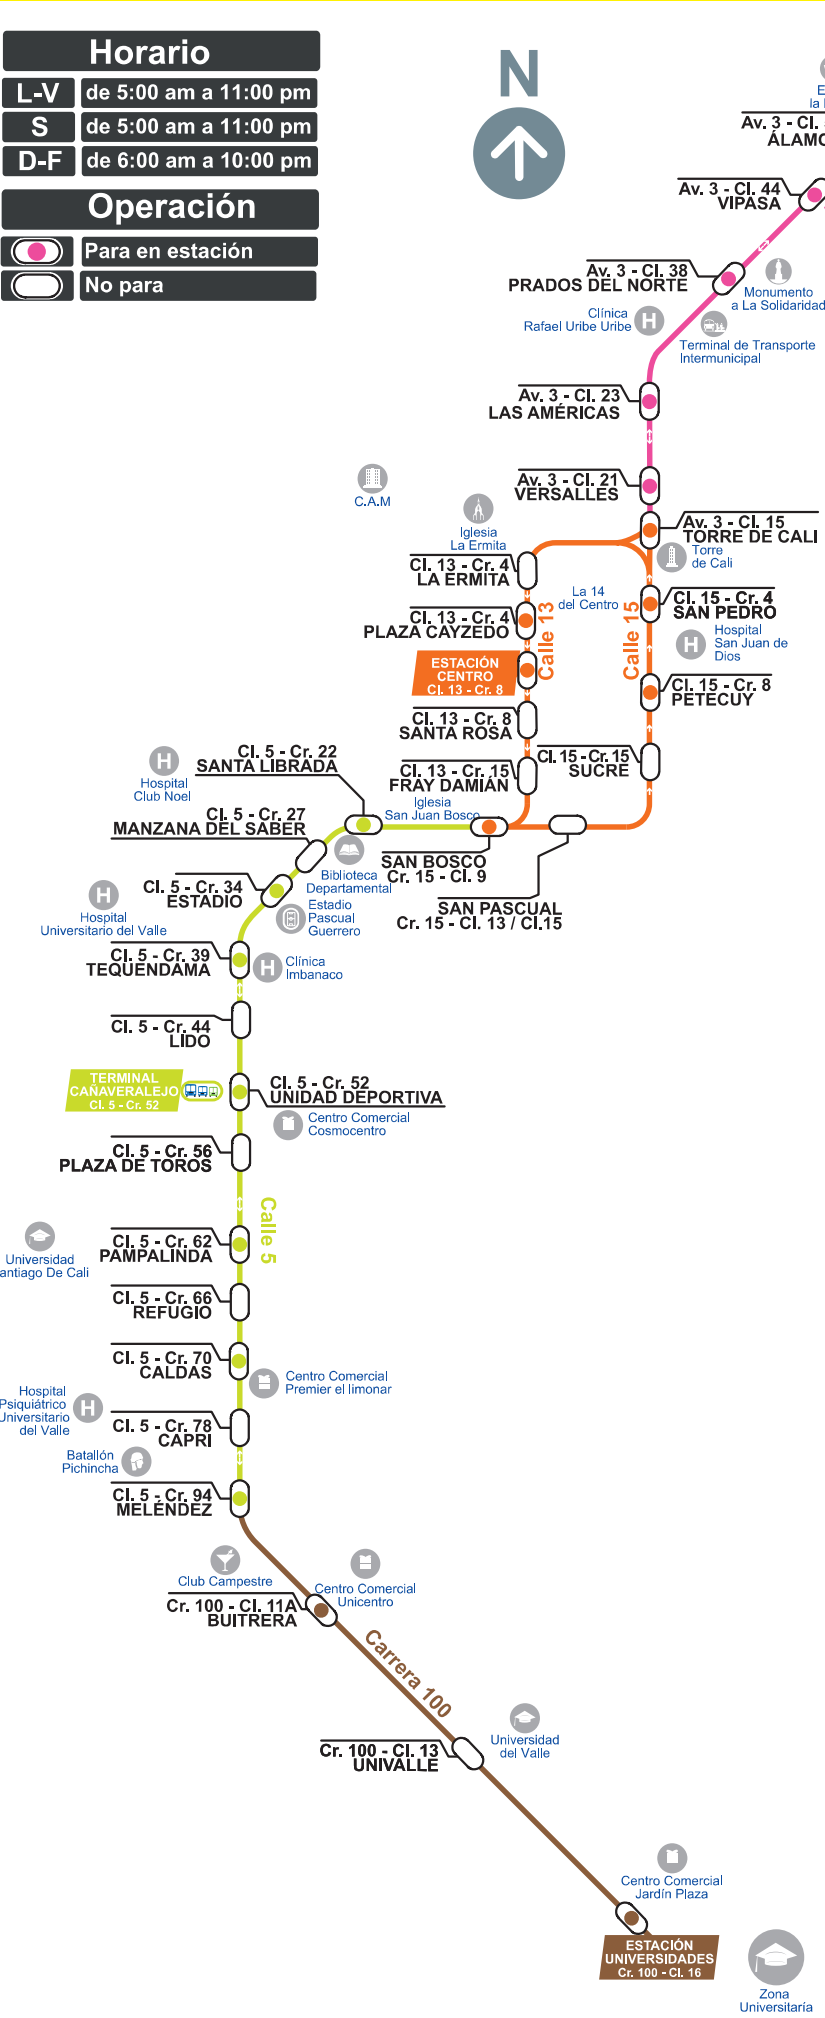 Horario
L-V de 5:00 am a 11:00 pm
S de 5:00 am a 11:00 pm
D-F de 6:00 am a 10:00 pm
Operación
Para en estación
No para
N
Av. 3 - Cl.
Av. 3 - Cl. 44
VIPASA
Av. 3 - Cl. 38
PRADOS DEL NORTE
Monumento
a La Solidaridad
Clínica
Rafael Uribe Uribe
H
Terminal de Transporte
Intermunicipal
Av. 3 - Cl. 23
LAS AMÉRICAS
Av. 3 - Cl. 21
VERSALLES
C.A.M
Iglesia
La Ermita
Av. 3 - Cl. 15
TORRE DE CALI
Torre
de Cali
Cl. 13 - Cr. 4
LA ERMITA
La 14
del Centro
Cl. 15 - Cr. 4
SAN PEDRO
Cl. 13 - Cr. 4
PLAZA CAYZEDO
Calle 13
Calle 15
H
Hospital
San Juan de
Dios
ESTACIÓN
CENTRO
Cl. 13 - Cr. 8
Cl. 15 - Cr. 8
PETECUY
Cl. 13 - Cr. 8
SANTA ROSA
Cl. 15 - Cr. 15
SUCRE
Cl. 13 - Cr. 15
FRAY DAMIÁN
Cl. 5 - Cr. 22
SANTA LIBRADA
H
Hospital
Club Noel
Iglesia
San Juan Bosco
Cl. 5 - Cr. 27
MANZANA DEL SABER
SAN BOSCO
Cr. 15 - Cl. 9
Biblioteca
Departamental
Cl. 5 - Cr. 34
ESTADIO
SAN PASCUAL
Cr. 15 - Cl. 13 / Cl.15
Estadio
Pascual
Guerrero
H
Hospital
Universitario del Valle
Cl. 5 - Cr. 39
TEQUENDAMA
H
Clínica
Imbanaco
Cl. 5 - Cr. 44
LIDO
TERMINAL
CAÑAVERALEJO
Cl. 5 - Cr. 52
Cl. 5 - Cr. 52
UNIDAD DEPORTIVA
Centro Comercial
Cosmocentro
Cl. 5 - Cr. 56
PLAZA DE TOROS
Calle 5
Cl. 5 - Cr. 62
PAMPALINDA
Universidad
antiago De Cali
Cl. 5 - Cr. 66
REFUGIO
Cl. 5 - Cr. 70
CALDAS
Centro Comercial
Premier el limonar
Hospital
Psiquiátrico
Universitario
del Valle
H
Cl. 5 - Cr. 78
CAPRI
Batallón
Pichincha
Cl. 5 - Cr. 94
MELÉNDEZ
Club Campestre
Centro Comercial
Unicentro
Cr. 100 - Cl. 11A
BUITRERA
Carrera 100
Universidad
del Valle
Cr. 100 - Cl. 13
UNIVALLE
Centro Comercial
Jardín Plaza
ESTACIÓN
UNIVERSIDADES
Cr. 100 - Cl. 16
Zona
Universitaría